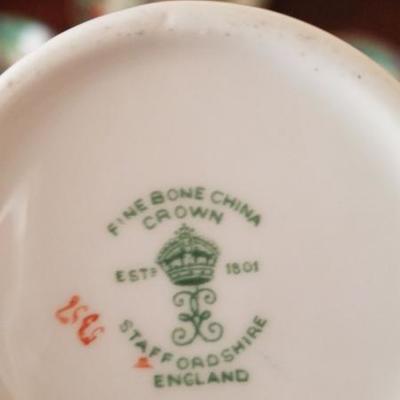 FINE BONE CHINA
CROWN
ESTD 1801
STAFFORDSHIRE
ENGLAND